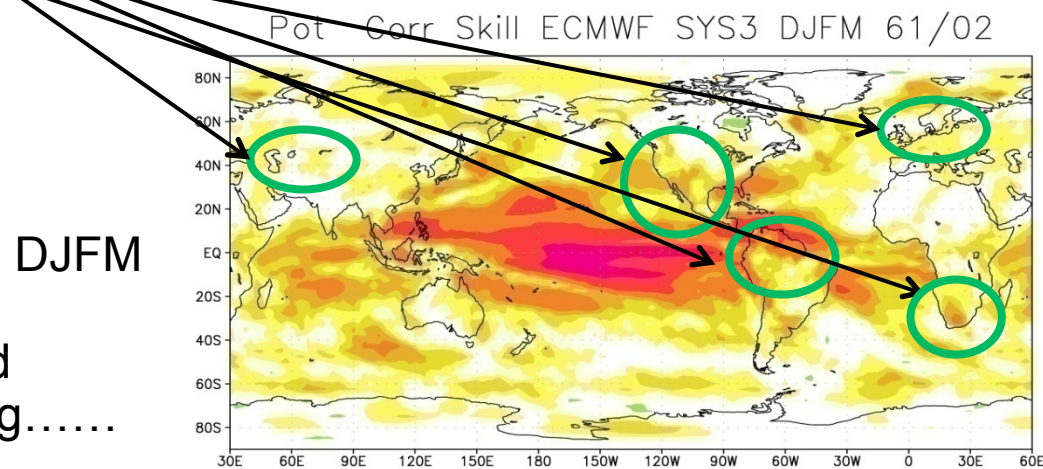 Pot Corr Skill ECMWF SYS3 DJFM 61/02
80N
60N
40N
20N
EQ
20S
40S
60S
80S
DJFM
g......
30E 60E 90E 120E 150E 180 150W 120W 90W 60W 30W 0 30E 60E